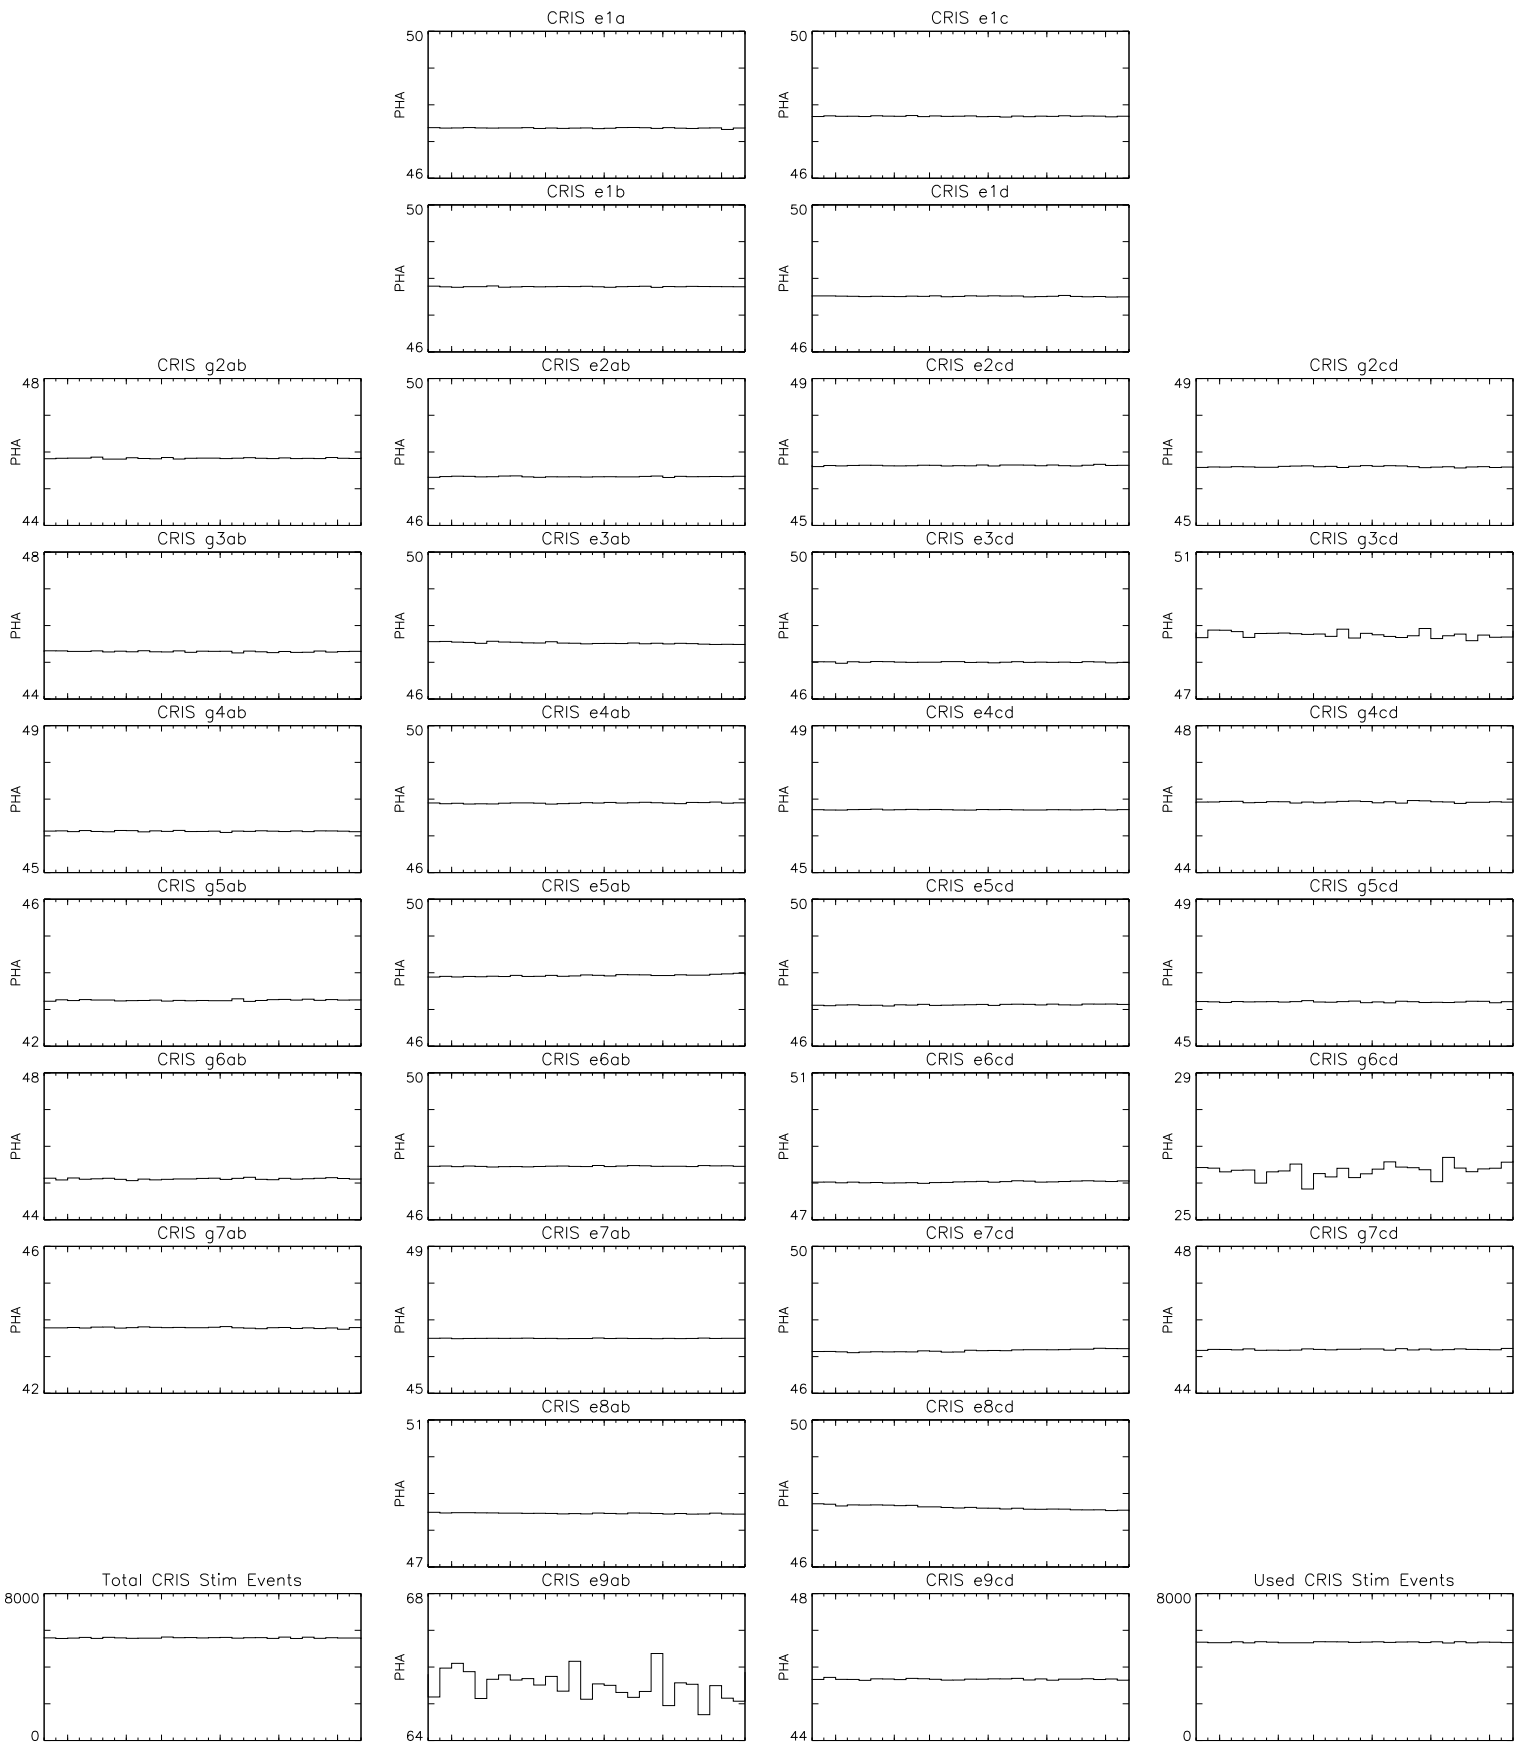 CRIS e1a
50
PHA
46
CRIS e1c
50
PHA
46
CRIS e1b
50
PHA
46
CRIS e1d
50
PHA
46
CRIS g2ab
48
PHA
44
CRIS e2ab
50
PHA
46
CRIS e2cd
49
PHA
45
CRIS g2cd
49
PHA
45
CRIS g3ab
48
PHA
44
CRIS e3ab
50
PHA
46
CRIS e3cd
50
PHA
46
CRIS g3cd
51
PHA
47
CRIS g4ab
49
PHA
45
CRIS e4ab
50
PHA
46
CRIS e4cd
49
PHA
45
CRIS g4cd
48
PHA
44
CRIS g5ab
46
PHA
42
CRIS e5ab
50
PHA
46
CRIS e5cd
50
PHA
46
CRIS g5cd
49
PHA
45
CRIS g6ab
48
PHA
44
CRIS e6ab
50
PHA
46
CRIS e6cd
51
PHA
47
CRIS g6cd
29
PHA
25
CRIS g7ab
46
PHA
42
CRIS e7ab
49
PHA
45
CRIS e7cd
50
PHA
46
CRIS g7cd
48
PHA
44
CRIS e8ab
51
PHA
47
CRIS e8cd
50
PHA
46
Total CRIS Stim Events
8000
0
CRIS e9ab
68
PHA
64
CRIS e9cd
48
PHA
44
Used CRIS Stim Events
8000
0